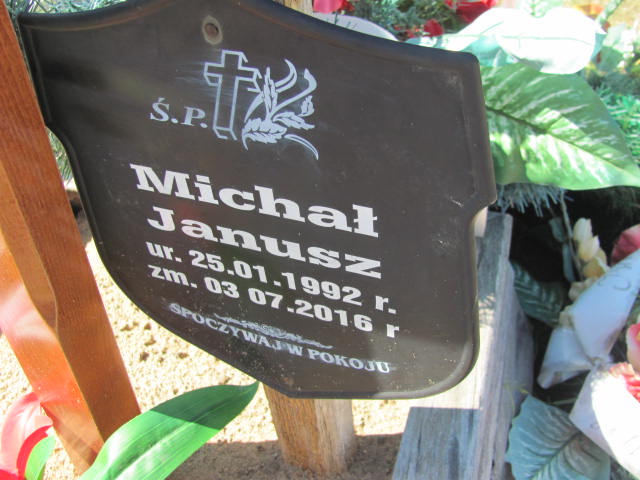 Ś.P.
Michał
Janusz
ur. 25.01.1992 r.
zm. 03 07.2016 r
SPOCZYWAJ W POKOJU